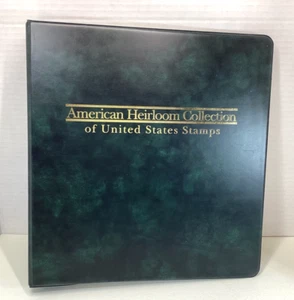 American Heirloom Collection
of United States Stamps